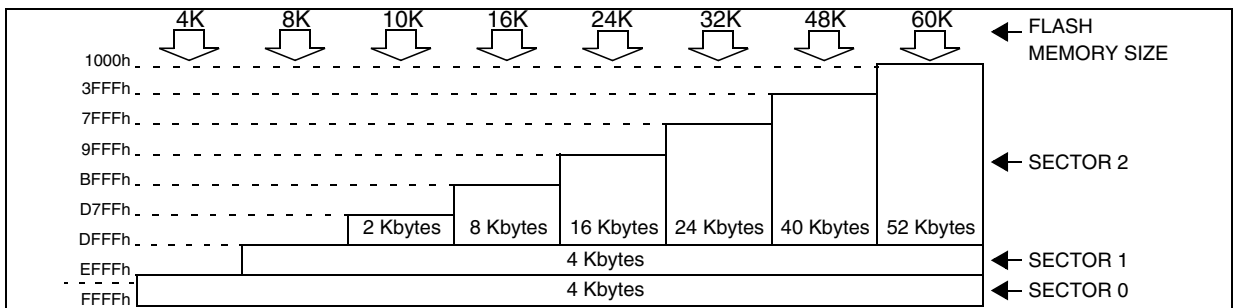 4K 8K 10K 16K 24K 32K 48K 60K
FLASH
MEMORY SIZE
1000h
3FFFh
7FFFh
9FFFh
SECTOR 2
BFFFh
D7FFh
2 Kbytes 8 Kbytes 16 Kbytes 24 Kbytes 40 Kbytes 52 Kbytes
DFFFh
4 Kbytes
SECTOR 1
EFFFh
4 Kbytes
SECTOR 0
FFFFh